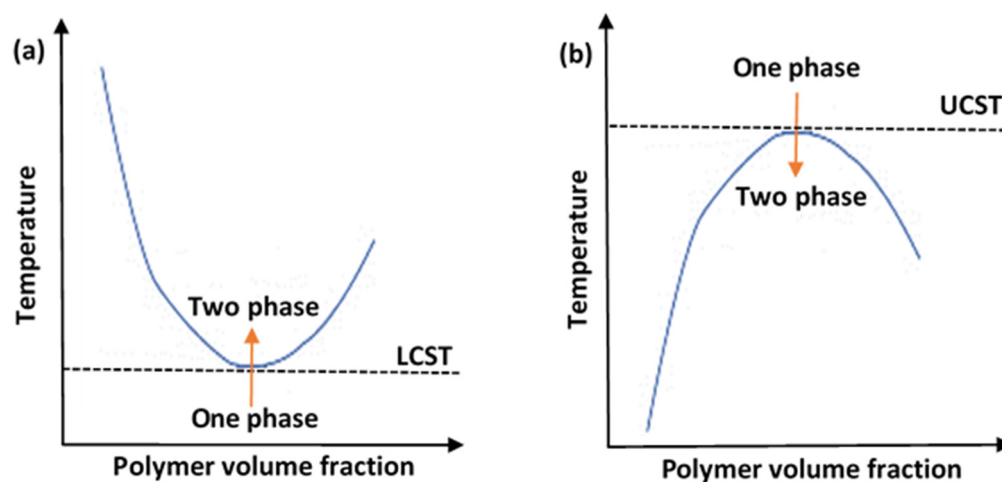 (a)
Temperature
Two phase
LCST
One phase
Polymer volume fraction
(b)
One phase
UCST
Two phase
Temperature
Polymer volume fraction